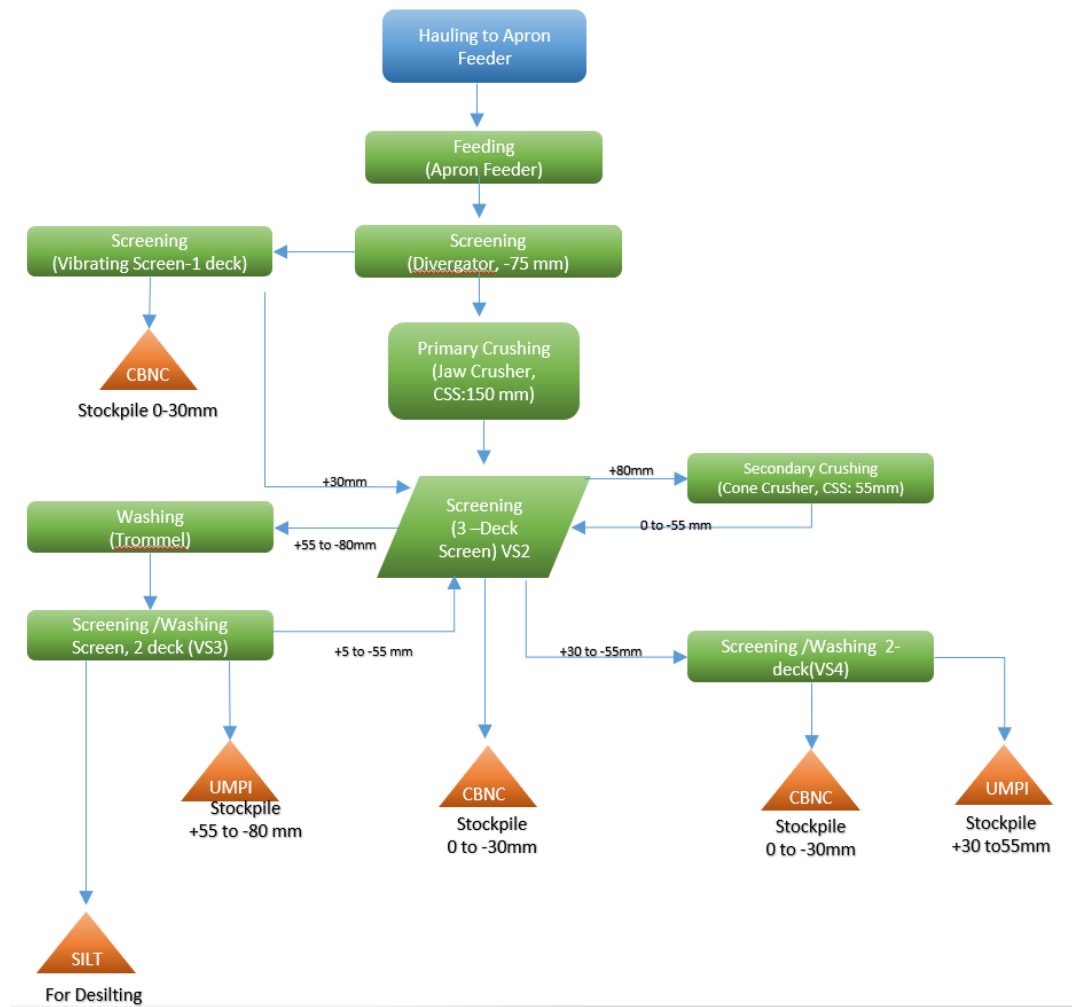 Hauling to Apron
Feeder
Feeding
(Apron Feeder)
Screening
(Vibrating Screen-1 deck)
Screening
(Divergator, -75 mm)
CBNC
Stockpile 0-30mm
Primary Crushing
(Jaw Crusher,
CSS:150 mm)
+30mm
+80mm
Secondary Crushing
(Cone Crusher, CSS: 55mm)
Screening
(3 –Deck
Screen) VS2
0 to -55 mm
Washing
(Trommel)
+55 to -80mm
Screening /Washing
Screen, 2 deck (VS3)
+5 to -55 mm
+30 to -55mm
Screening /Washing 2-
deck(VS4)
UMPI
Stockpile
+55 to -80 mm
CBNC
Stockpile
0 to -30mm
CBNC
Stockpile
0 to -30mm
UMPI
Stockpile
+30 to55mm
SILT
For Desilting